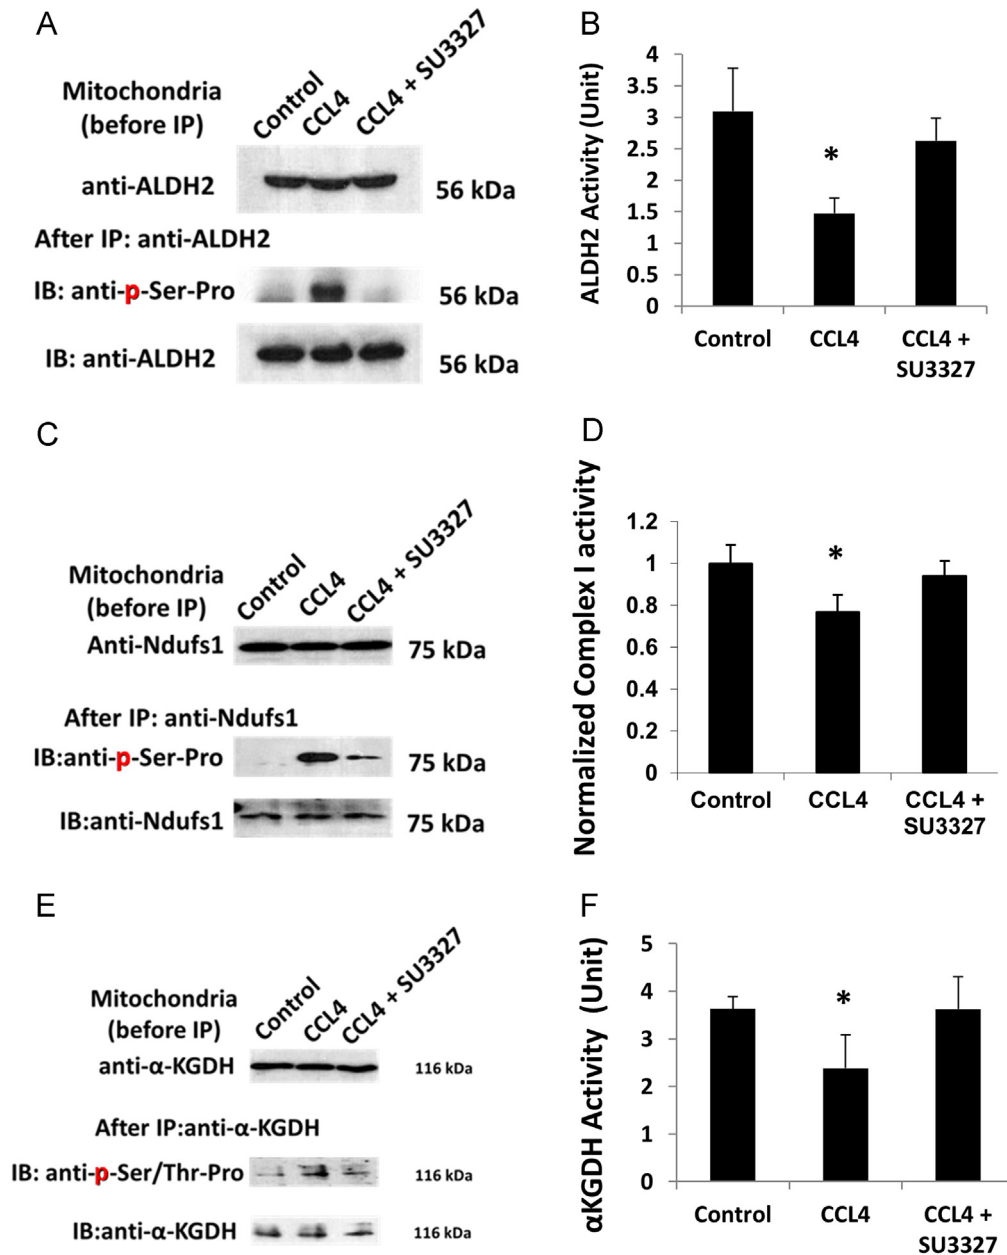 A
Mitochondria
(before IP)
Control
CCL4
CCL4 + SU3327
anti-ALDH2
56 kDa
After IP: anti-ALDH2
IB: anti-p-Ser-Pro
56 kDa
IB: anti-ALDH2
56 kDa
B
ALDH2 Activity (Unit)
4
3.5
3
2.5
2
1.5
1
0.5
0
*
Control
CCL4
CCL4 +
SU3327
C
Mitochondria
(before IP)
Control
CCL4
CCL4 + SU3327
Anti-Ndufs1
75 kDa
After IP: anti-Ndufs1
IB:anti-p-Ser-Pro
75 kDa
IB:anti-Ndufs1
75 kDa
D
Normalized Complex I activity
1.2
1
0.8
0.6
0.4
0.2
0
*
Control
CCL4
CCL4 +
SU3327
E
Mitochondria
(before IP)
Control
CCL4
CCL4 + SU3327
anti-α-KGDH
116 kDa
After IP:anti-α-KGDH
IB: anti-p-Ser/Thr-Pro
116 kDa
IB:anti-α-KGDH
116 kDa
F
αKGDH Activity (Unit)
5
4
3
2
1
0
*
Control
CCL4
CCL4 +
SU3327